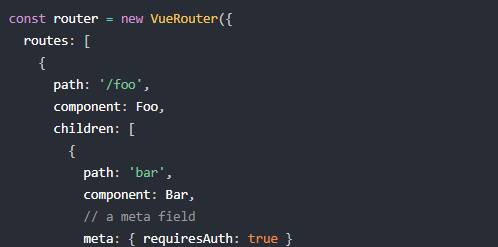 const router = new VueRouter({
  routes: [
    {
      path: '/foo',
      component: Foo,
      children: [
        {
          path: 'bar',
          component: Bar,
          // a meta field
          meta: { requiresAuth: true }